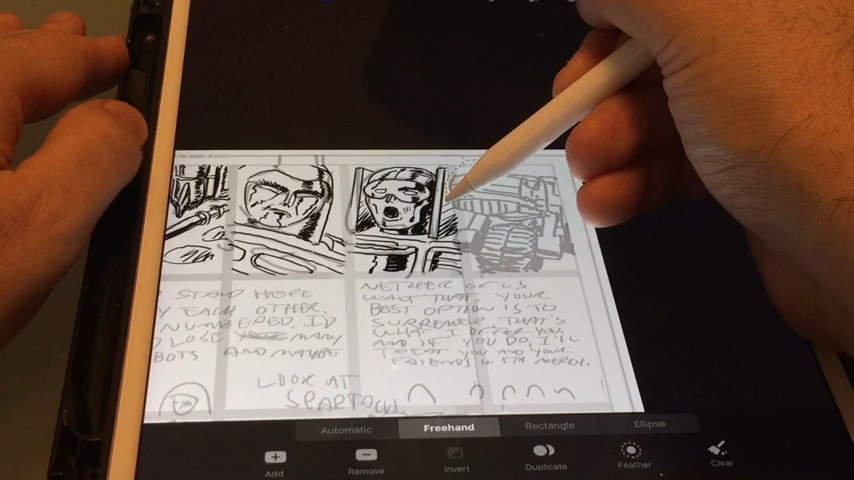 STAND HERE
EACH OTHER.
NUMBERED. I'D
LOSE MANY
BOTS AND MAYBE
LOOK AT
SPARTACUS.
OF US
WANT THAT. YOUR
BEST OPTION IS TO
SURRENDER THAT'S
WHAT I OFFER YOU.
AND IF YOU DO, I'LL
TREAT YOU AND YOUR
FRIENDS WITH MERCY.
Automatic Freehand Rectangle Ellipse
Add Remove Invert Duplicate Feather Clear